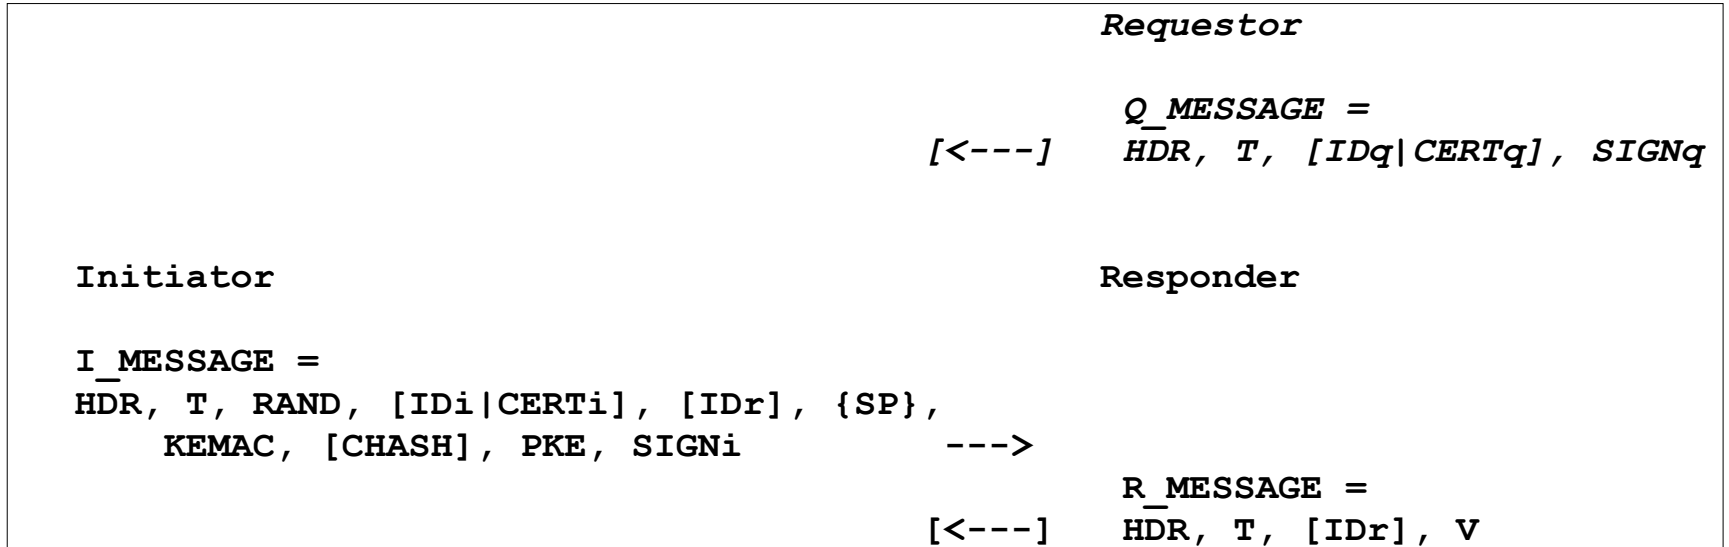 Requestor
Q_MESSAGE =
[<---] HDR, T, [IDq|CERTq], SIGNq
Initiator Responder
I_MESSAGE =
HDR, T, RAND, [IDi|CERTi], [IDr], {SP},
KEMAC, [CHASH], PKE, SIGNi --->
R_MESSAGE =
[<---] HDR, T, [IDr], V